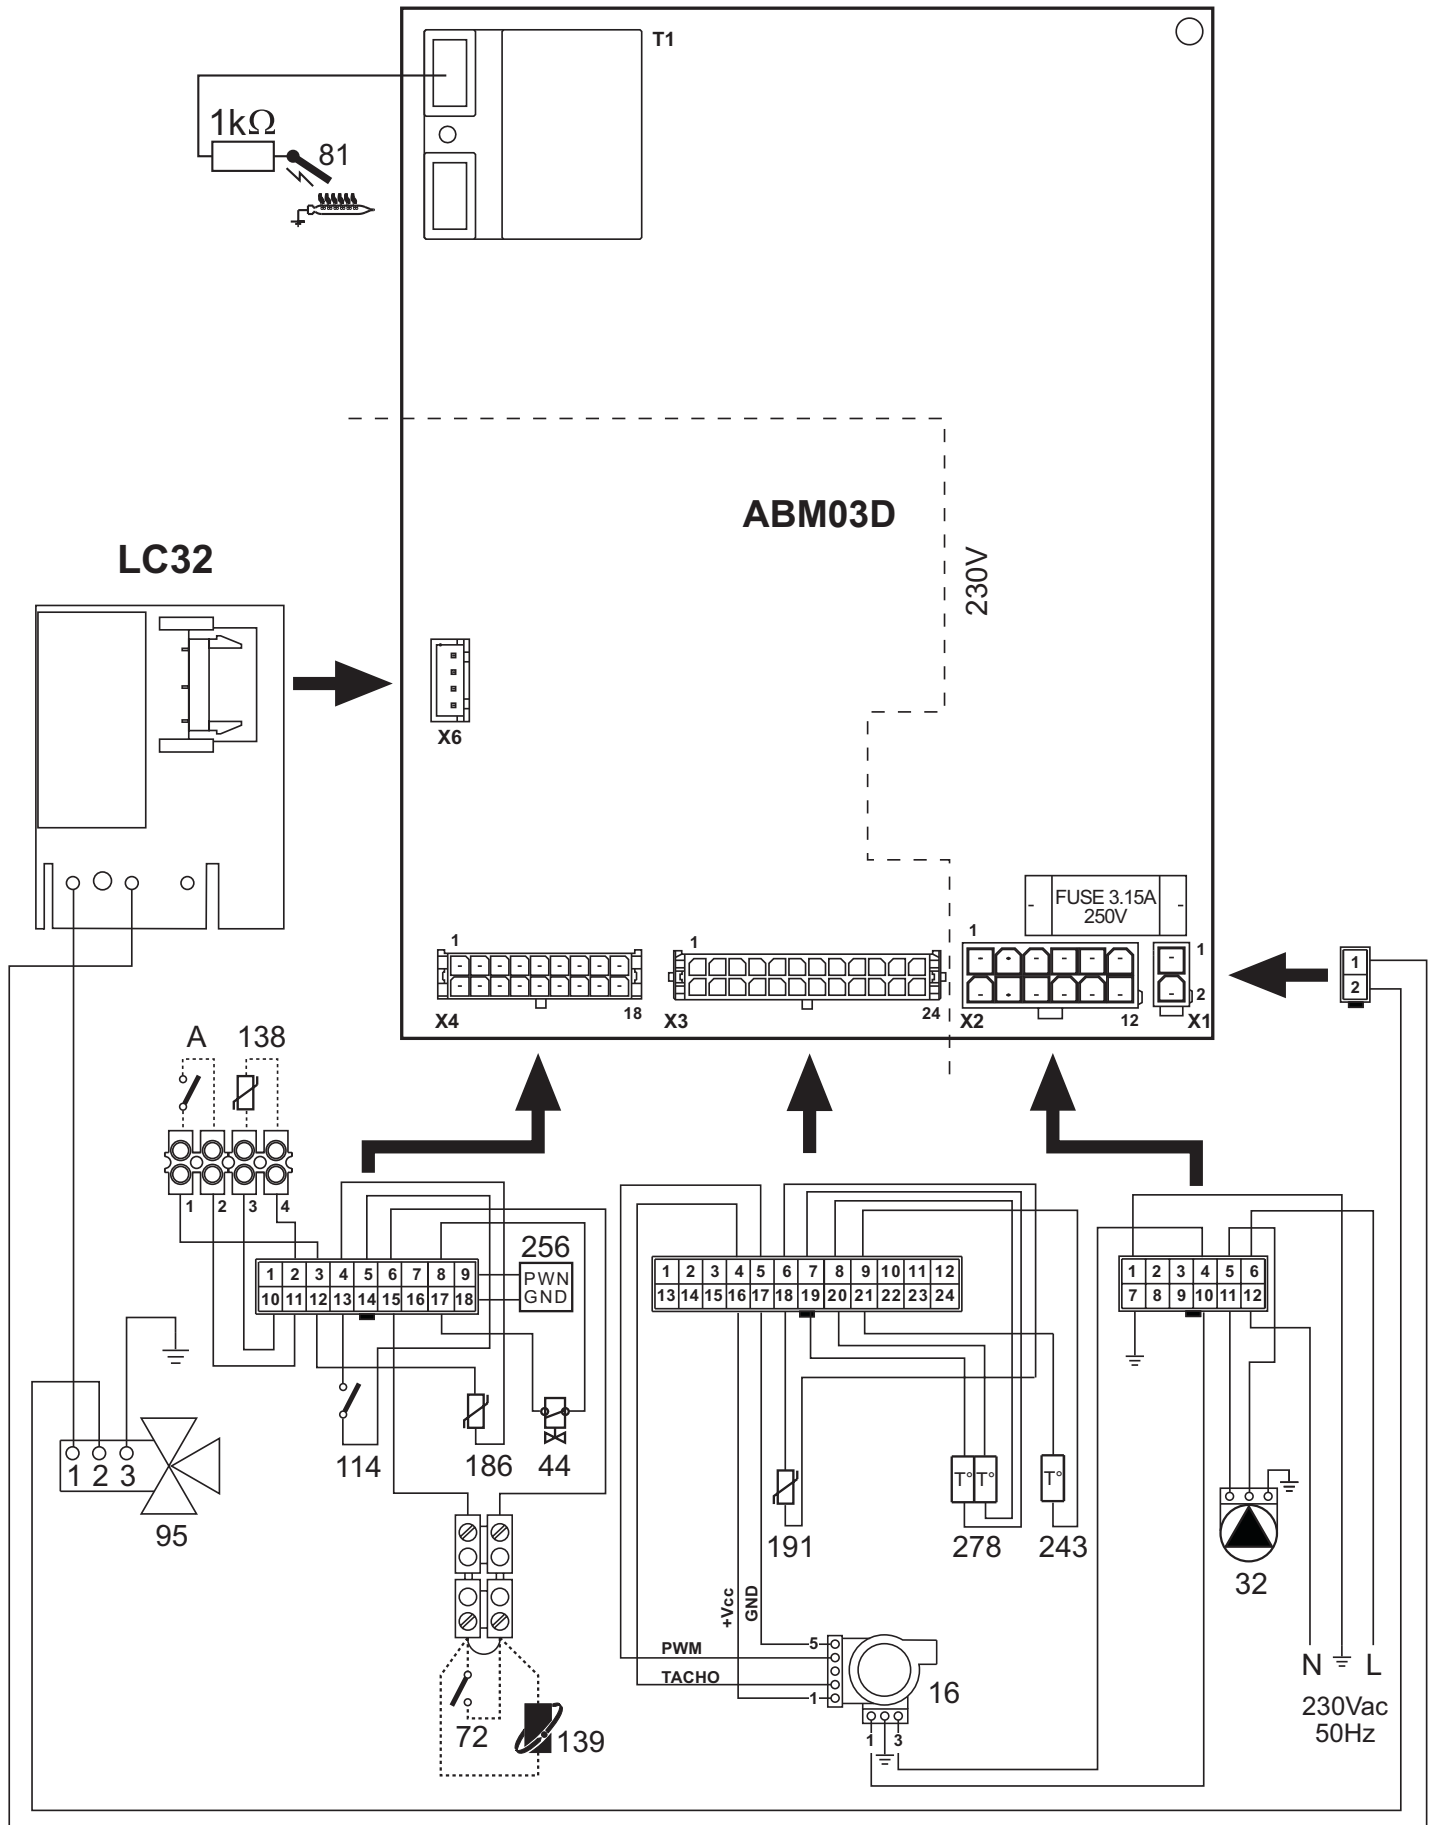 T1
1kΩ
81
ABM03D
230V
LC32
X6
FUSE 3.15A
250V
1
1
1
1
2
18
24
12
X4
X3
X2
X1
1
2
A
138
1
2
3
4
1 2 3 4 5 6 7 8 9
10 11 12 13 14 15 16 17 18
256
PWN
GND
1 2 3 4 5 6 7 8 9 10 11 12
13 14 15 16 17 18 19 20 21 22 23 24
1 2 3 4 5 6
7 8 9 10 11 12
1 2 3
95
114
186
44
191
T° T°
278
T°
243
32
+Vcc
GND
PWM
TACHO
5
1
16
1 3
72
139
N
L
230Vac
50Hz